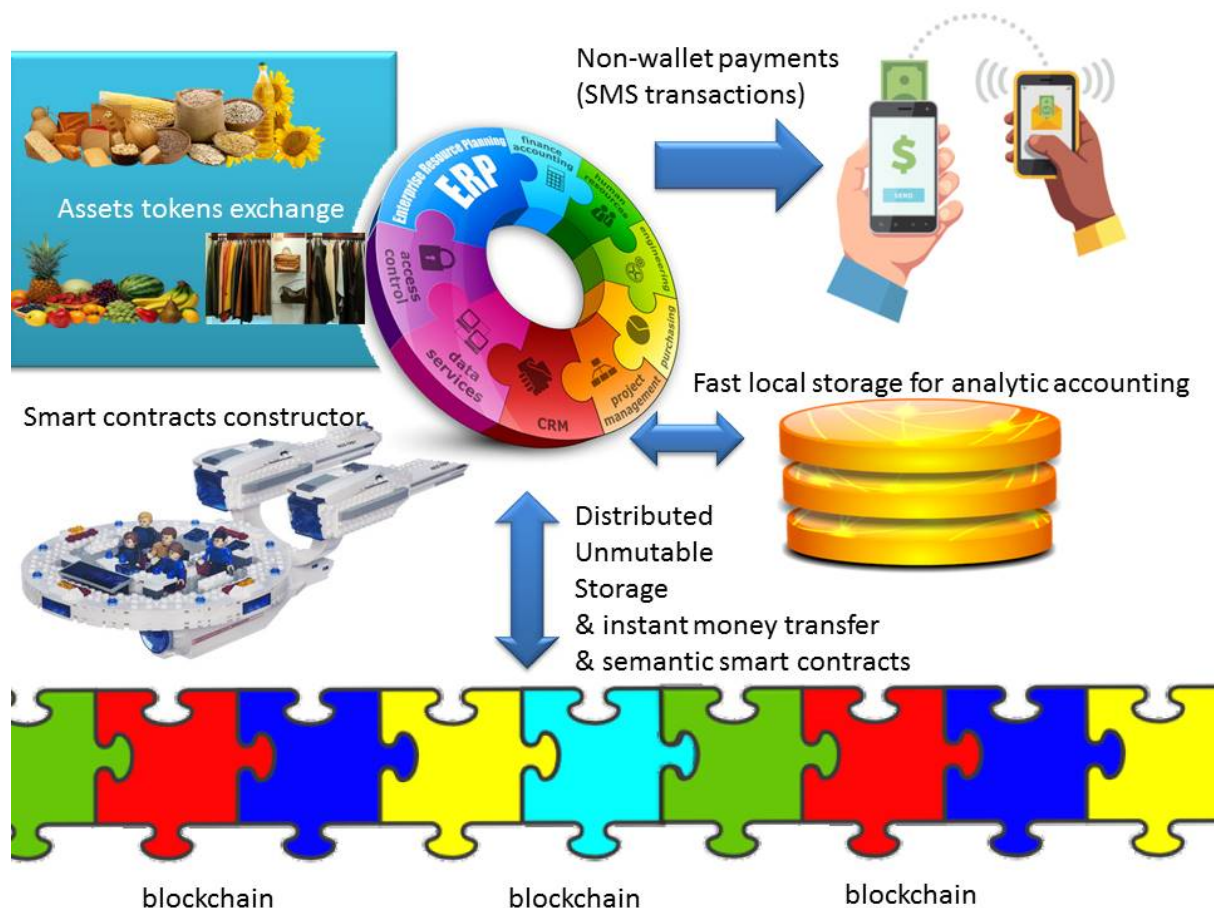 Non-wallet payments
(SMS transactions)
$
SEND
Assets tokens exchange
Enterprise Resource Planning
ERP
finance
accounting
human
resources
engineering
purchasing
project
management
CRM
data
services
access
control
Fast local storage for analytic accounting
Smart contracts constructor
Distributed
Unmutable
Storage
& instant money transfer
& semantic smart contracts
blockchain
blockchain
blockchain